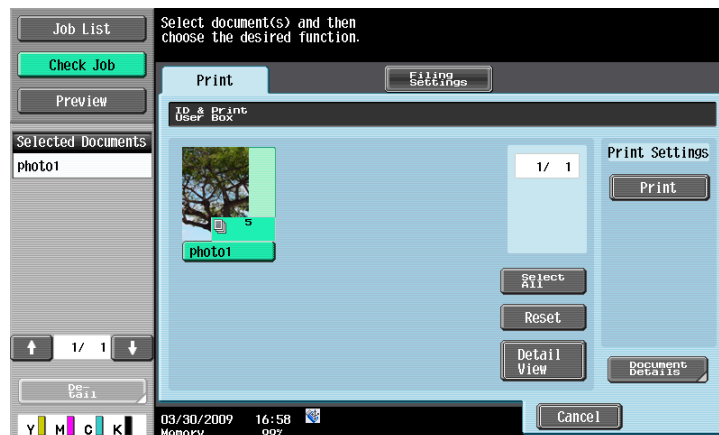 Job List
Check Job
Preview
Selected Documents
photo1
1/ 1
De-
tail
Y M C K
Select document(s) and then
choose the desired function.
Print
Filing
Settings
ID & Print
User Box
5
photo1
1/ 1
Select
All
Reset
Detail
View
Print Settings
Print
Document
Details
Cancel
03/30/2009 16:58
Memory 99%